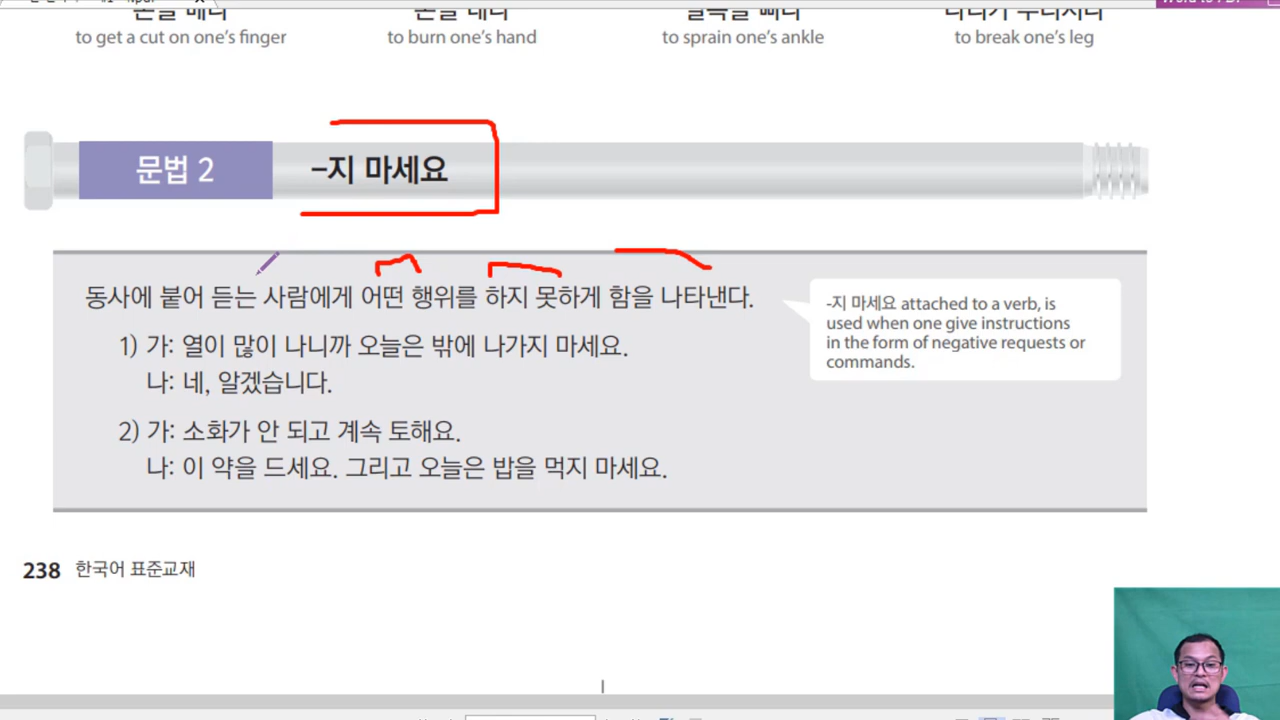 to get a cut on one's finger to burn one's hand to sprain one's ankle to break one's leg
문법 2 -지 마세요
동사에 붙어 듣는 사람에게 어떤 행위를 하지 못하게 함을 나타낸다.
1) 가: 열이 많이 나니까 오늘은 밖에 나가지 마세요.
나: 네, 알겠습니다.
2) 가: 소화가 안 되고 계속 토해요.
나: 이 약을 드세요. 그리고 오늘은 밥을 먹지 마세요.
-지 마세요 attached to a verb, is
used when one give instructions
in the form of negative requests or
commands.
238 한국어 표준교재